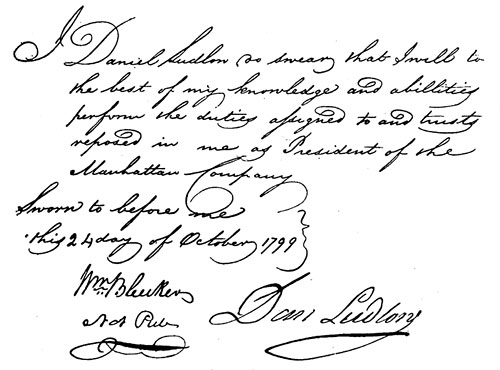 I Daniel Ludlow do swear, that I will to
the best of my knowledge and abillities
perform the duties assigned to and trusts
reposed in me as President of the
Manhattan Company
Sworn to before me
this 24 day of October 1799
Wm. Bleecker
Not Pub
Dan Ludlow